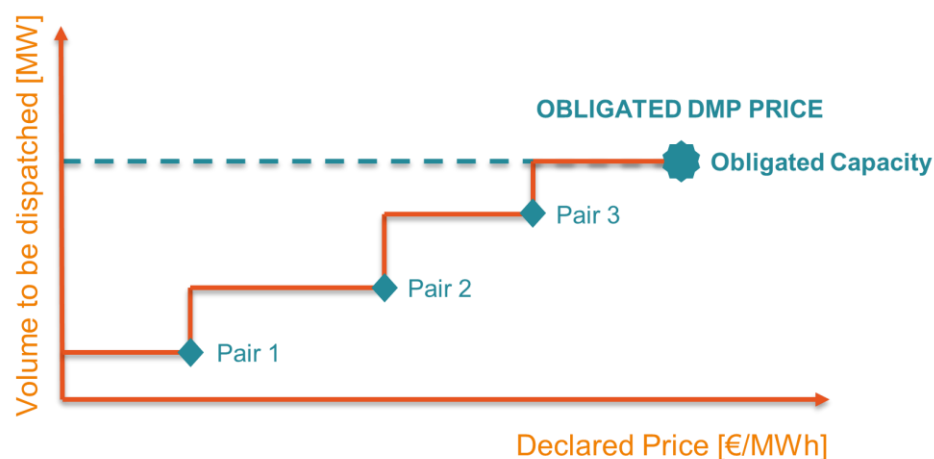 Volume to be dispatched [MW]
OBLIGATED DMP PRICE
Obligated Capacity
Pair 3
Pair 2
Pair 1
Declared Price [€/MWh]